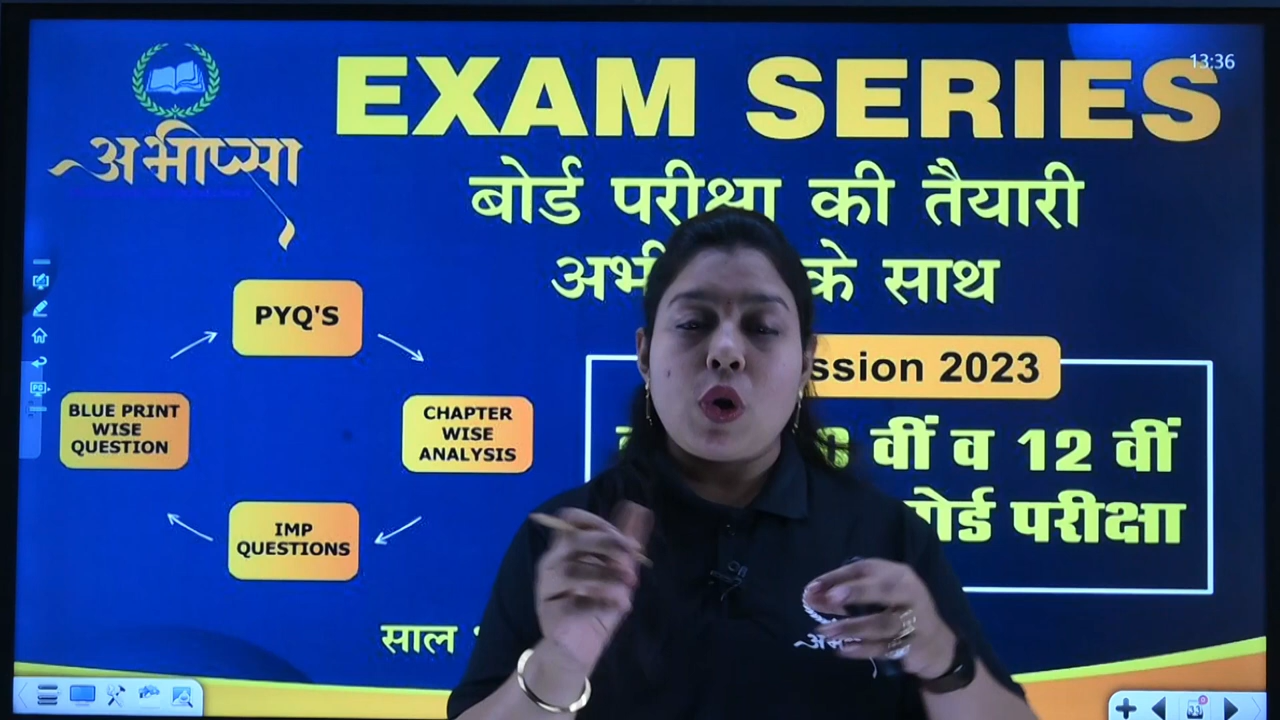 EXAM SERIES
13:36
अभीप्सा
बोर्ड परीक्षा की तैयारी
के साथ
PYQ'S
CHAPTER
WISE
ANALYSIS
IMP
QUESTIONS
BLUE PRINT
WISE
QUESTION
2023
वीं व 12 वीं
परीक्षा
साल